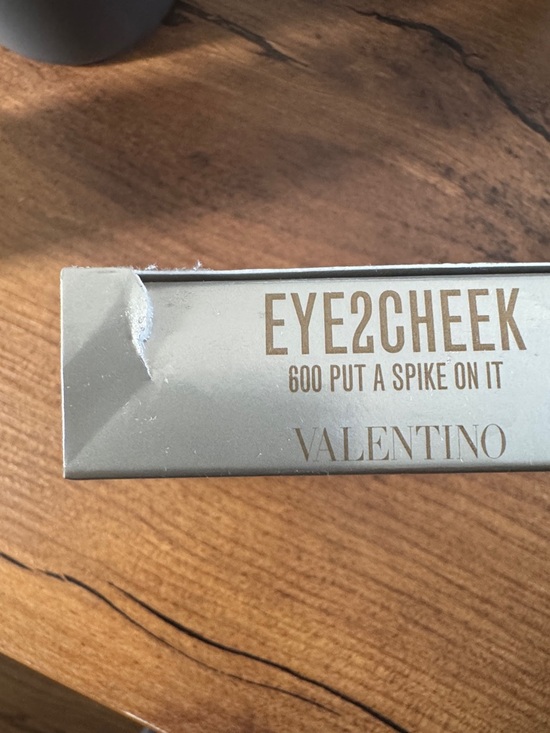 EYE2CHEEK
600 PUT A SPIKE ON IT
VALENTINO